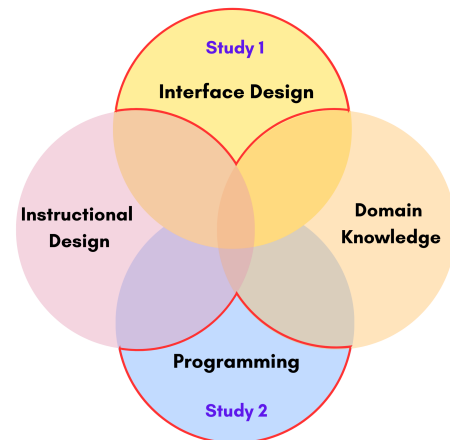 Study 1
Interface Design
Instructional
Design
Domain
Knowledge
Programming
Study 2